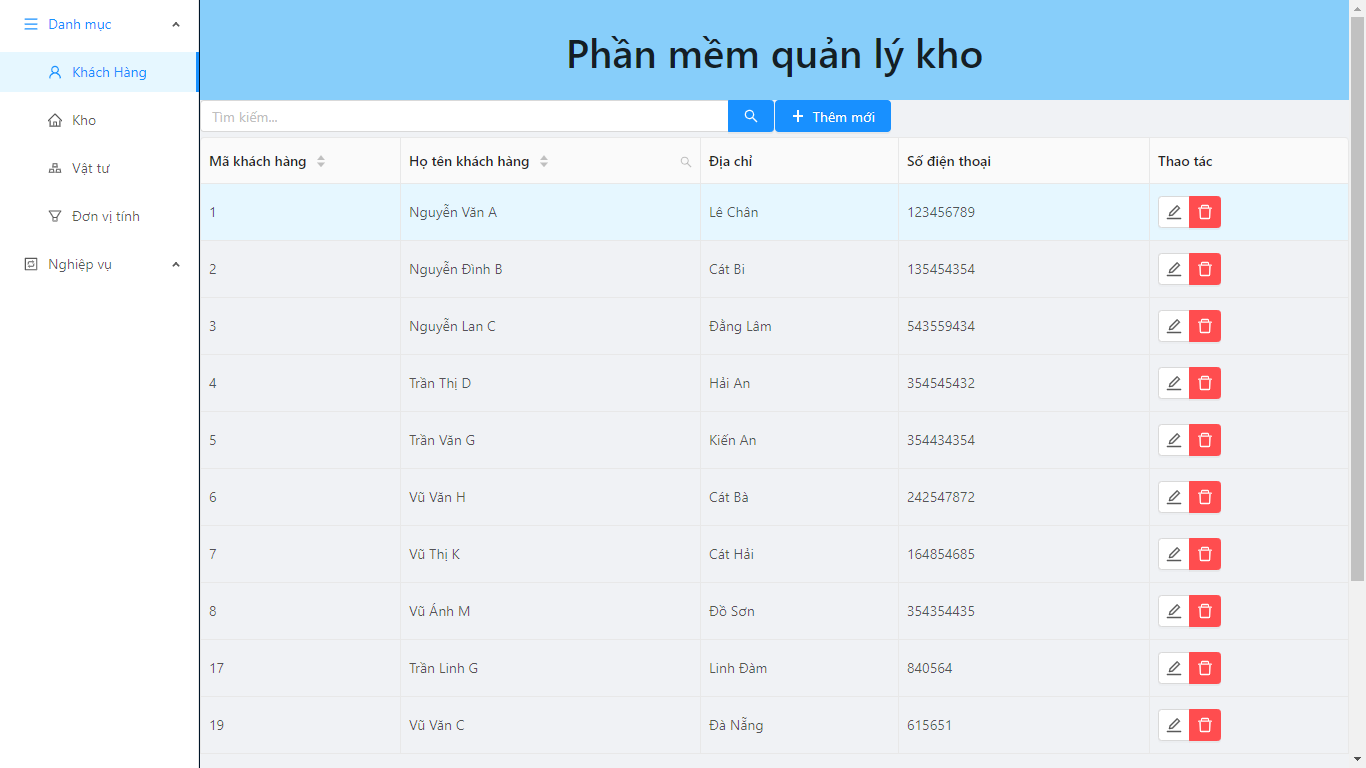 Danh mục
Khách Hàng
Kho
Vật tư
Đơn vị tính
Nghiệp vụ
Phần mềm quản lý kho
Tìm kiếm...
Thêm mới
Mã khách hàng Họ tên khách hàng Địa chỉ Số điện thoại Thao tác
1 Nguyễn Văn A Lê Chân 123456789
2 Nguyễn Đình B Cát Bi 135454354
3 Nguyễn Lan C Đằng Lâm 543559434
4 Trần Thị D Hải An 354545432
5 Trần Văn G Kiến An 354434354
6 Vũ Văn H Cát Bà 242547872
7 Vũ Thị K Cát Hải 164854685
8 Vũ Ánh M Đồ Sơn 354354435
17 Trần Linh G Linh Đàm 840564
19 Vũ Văn C Đà Nẵng 615651